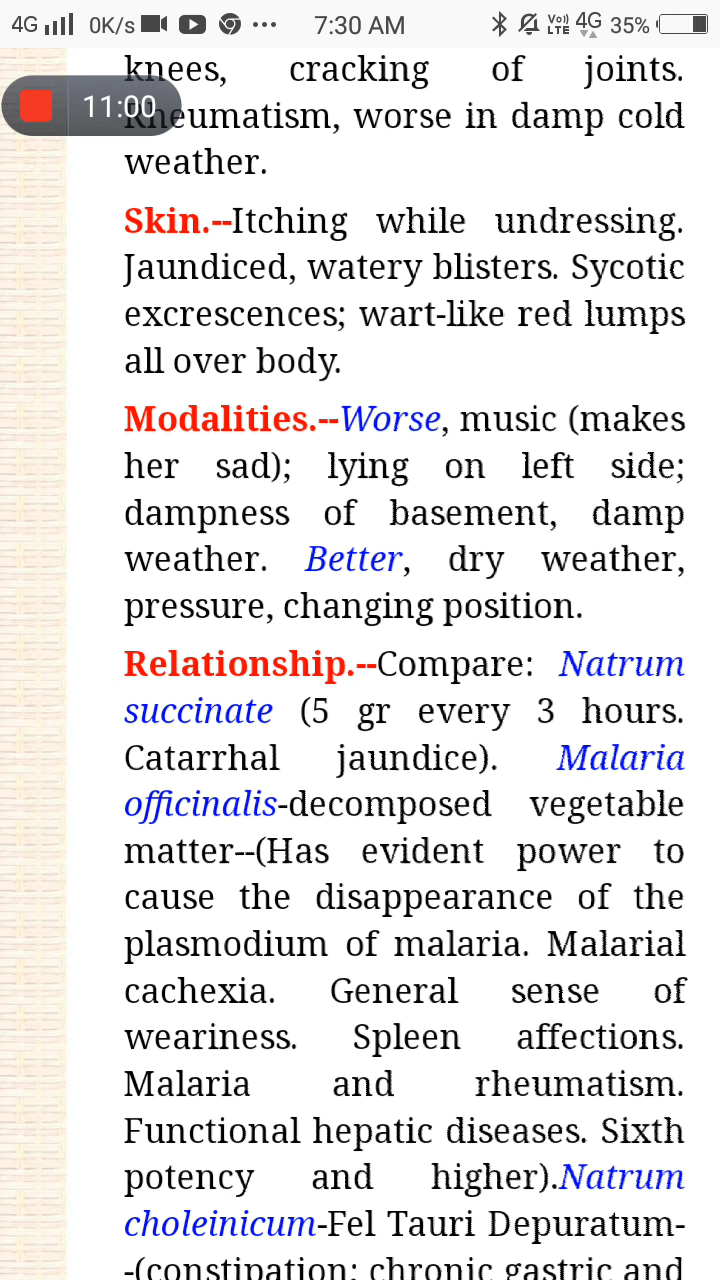 4G 0K/s ... 7:30 AM Vo)) LTE 4G 35%
knees, cracking of joints.
11:00
Rheumatism, worse in damp cold
weather.
Skin.--Itching while undressing.
Jaundiced, watery blisters. Sycotic
excrescences; wart-like red lumps
all over body.
Modalities.--Worse, music (makes
her sad); lying on left side;
dampness of basement, damp
weather. Better, dry weather,
pressure, changing position.
Relationship.--Compare: Natrum
succinate (5 gr every 3 hours.
Catarrhal jaundice). Malaria
officinalis-decomposed vegetable
matter--(Has evident power to
cause the disappearance of the
plasmodium of malaria. Malarial
cachexia. General sense of
weariness. Spleen affections.
Malaria and rheumatism.
Functional hepatic diseases. Sixth
potency and higher).Natrum
choleinicum-Fel Tauri Depuratum-
-(constipation; chronic gastric and